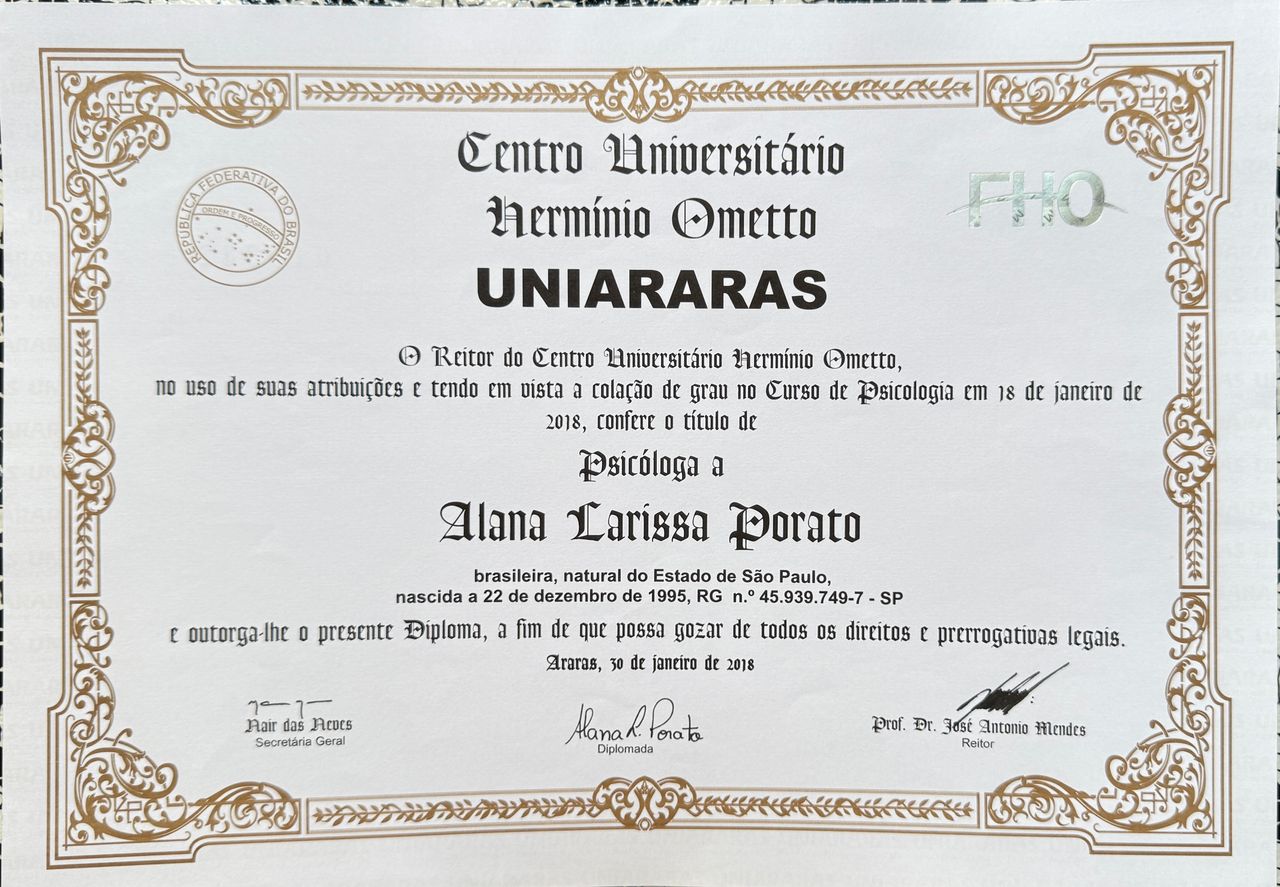 Centro Universitário
Hermínio Ometto
UNIARARAS
REPÚBLICA FEDERATIVA DO BRASIL
ORDEM E PROGRESSO
FHO
O Reitor do Centro Universitário Hermínio Ometto,
no uso de suas atribuições e tendo em vista a colação de grau no Curso de Psicologia em 18 de janeiro de
2018, confere o título de
Psicóloga a
Alana Larissa Porato
brasileira, natural do Estado de São Paulo,
nascida a 22 de dezembro de 1995, RG n.º 45.939.749-7 - SP
e outorga-lhe o presente Diploma, a fim de que possa gozar de todos os direitos e prerrogativas legais.
Araras, 30 de janeiro de 2018
Nair das Neves
Secretária Geral
Alana L. Porato
Diplomada
Prof. Dr. José Antonio Mendes
Reitor